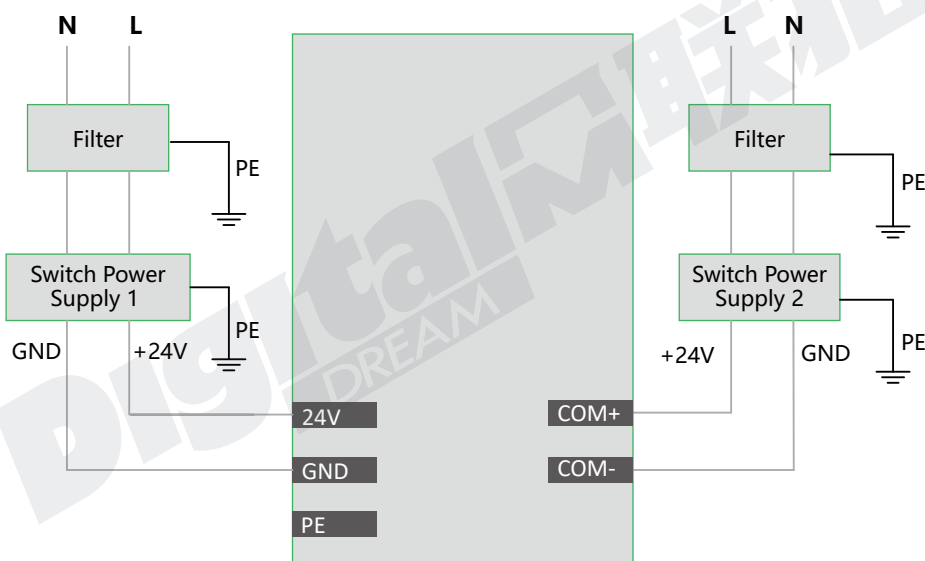 N L
L N
Filter
PE
Filter
PE
Switch Power
Supply 1
PE
GND
+24V
Switch Power
Supply 2
PE
+24V
GND
24V
COM+
GND
COM-
PE
Digital
DREAM